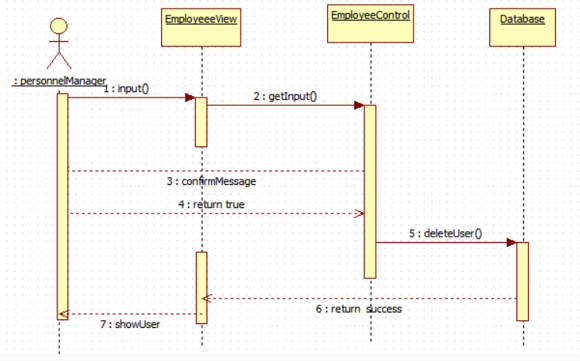 EmployeeeView
EmployeeControl
Database
: personnelManager
1 : input()
2 : getInput()
3 : confirmMessage
4 : return true
5 : deleteUser()
6 : return success
7 : showUser